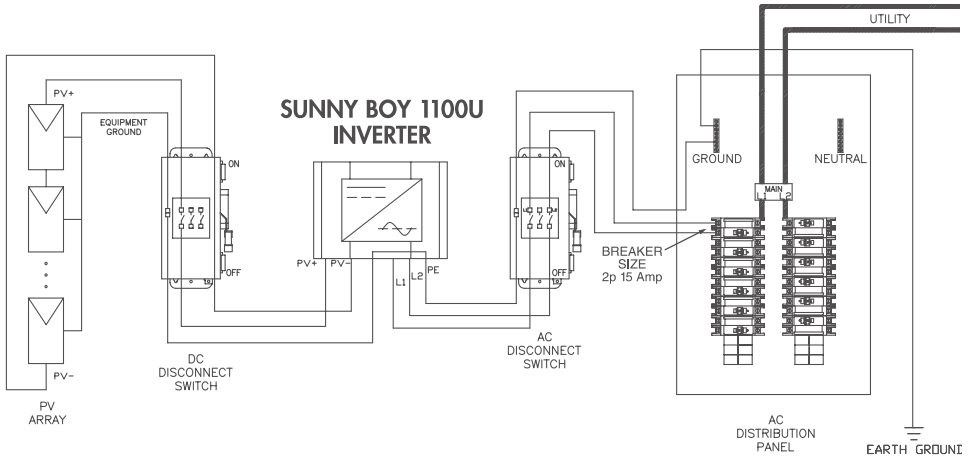 UTILITY
PV+
EQUIPMENT
GROUND
SUNNY BOY 1100U
INVERTER
ON
ON
GROUND
NEUTRAL
MAIN
L1 L2
BREAKER
SIZE
2p 15 Amp
OFF
OFF
PV+ PV-
L1
L2
PE
PV-
DC
DISCONNECT
SWITCH
AC
DISCONNECT
SWITCH
PV
ARRAY
AC
DISTRIBUTION
PANEL
EARTH GROUND